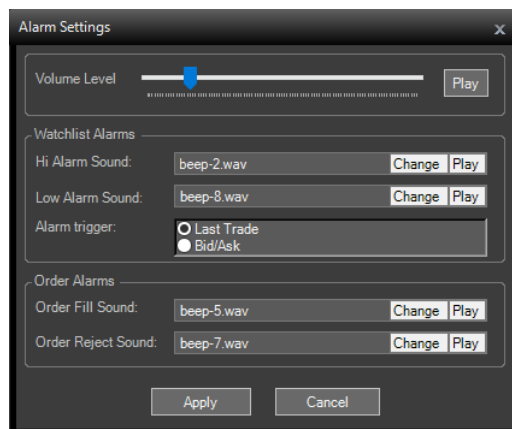 Alarm Settings x
Volume Level Play
Watchlist Alarms
Hi Alarm Sound: beep-2.wav Change Play
Low Alarm Sound: beep-8.wav Change Play
Alarm trigger: Last Trade
Bid/Ask
Order Alarms
Order Fill Sound: beep-5.wav Change Play
Order Reject Sound: beep-7.wav Change Play
Apply Cancel